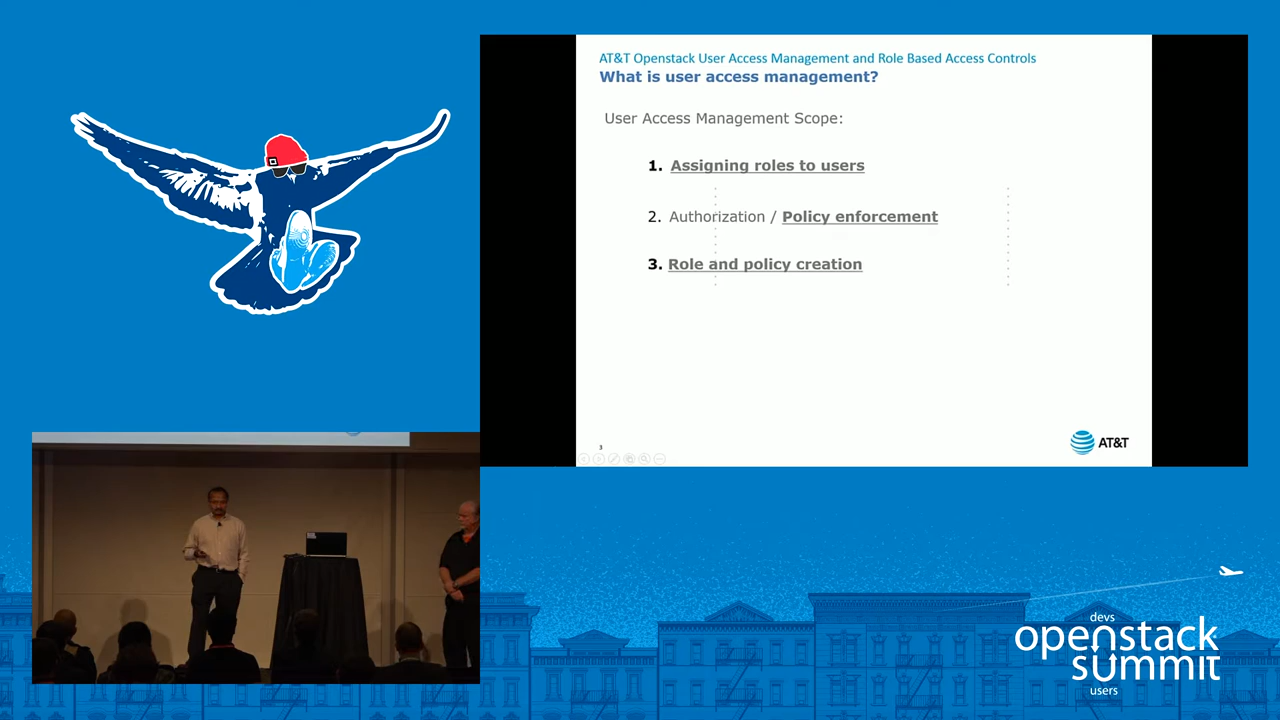 AT&T Openstack User Access Management and Role Based Access Controls
What is user access management?
User Access Management Scope:
1. Assigning roles to users
2. Authorization / Policy enforcement
3. Role and policy creation
3
AT&T
devs
openstack
summit
users